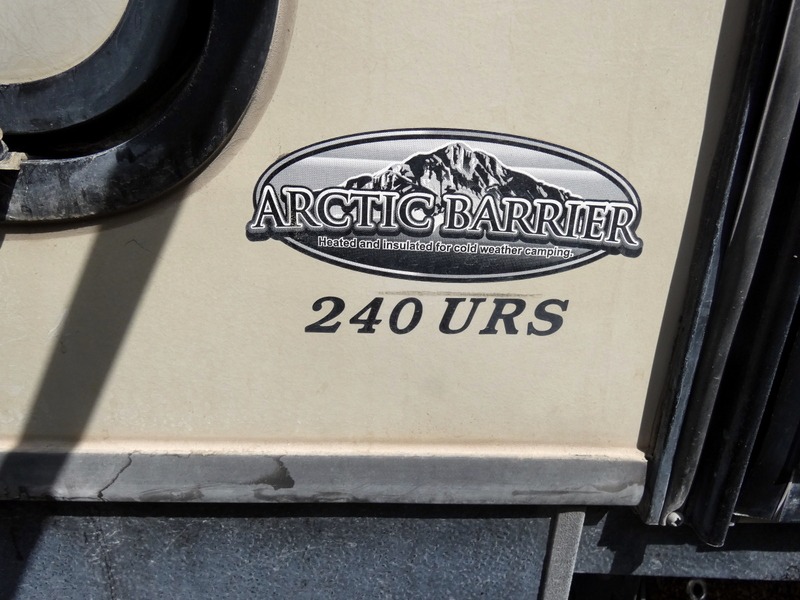 ARCTIC BARRIER
Heated and insulated for cold weather camping.
240 URS